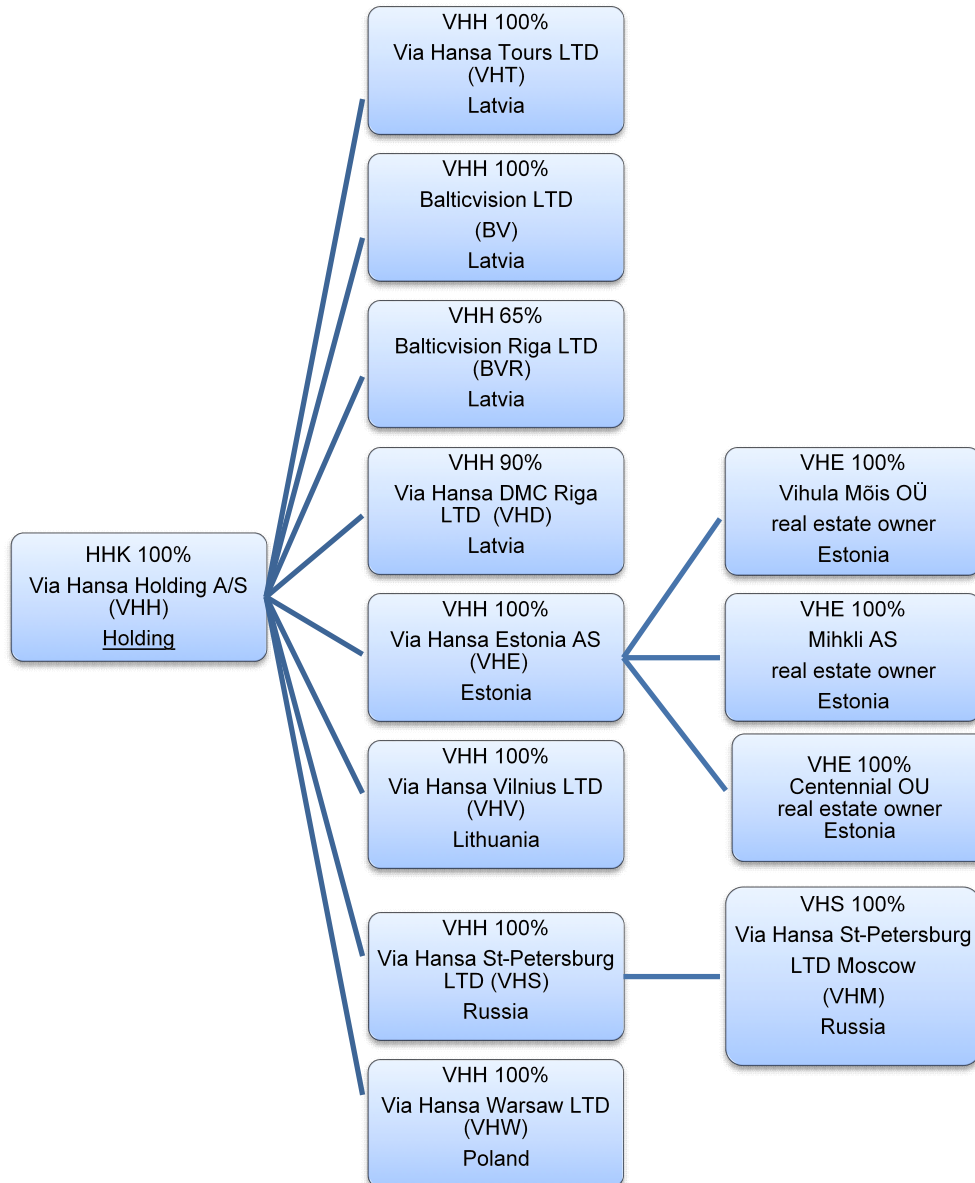 HHK 100%
Via Hansa Holding A/S
(VHH)
Holding
VHH 100%
Via Hansa Tours LTD
(VHT)
Latvia
VHH 100%
Balticvision LTD
(BV)
Latvia
VHH 65%
Balticvision Riga LTD
(BVR)
Latvia
VHH 90%
Via Hansa DMC Riga
LTD (VHD)
Latvia
VHH 100%
Via Hansa Estonia AS
(VHE)
Estonia
VHE 100%
Vihula Mõis OÜ
real estate owner
Estonia
VHE 100%
Mihkli AS
real estate owner
Estonia
VHE 100%
Centennial OU
real estate owner
Estonia
VHH 100%
Via Hansa Vilnius LTD
(VHV)
Lithuania
VHH 100%
Via Hansa St-Petersburg
LTD (VHS)
Russia
VHS 100%
Via Hansa St-Petersburg
LTD Moscow
(VHM)
Russia
VHH 100%
Via Hansa Warsaw LTD
(VHW)
Poland